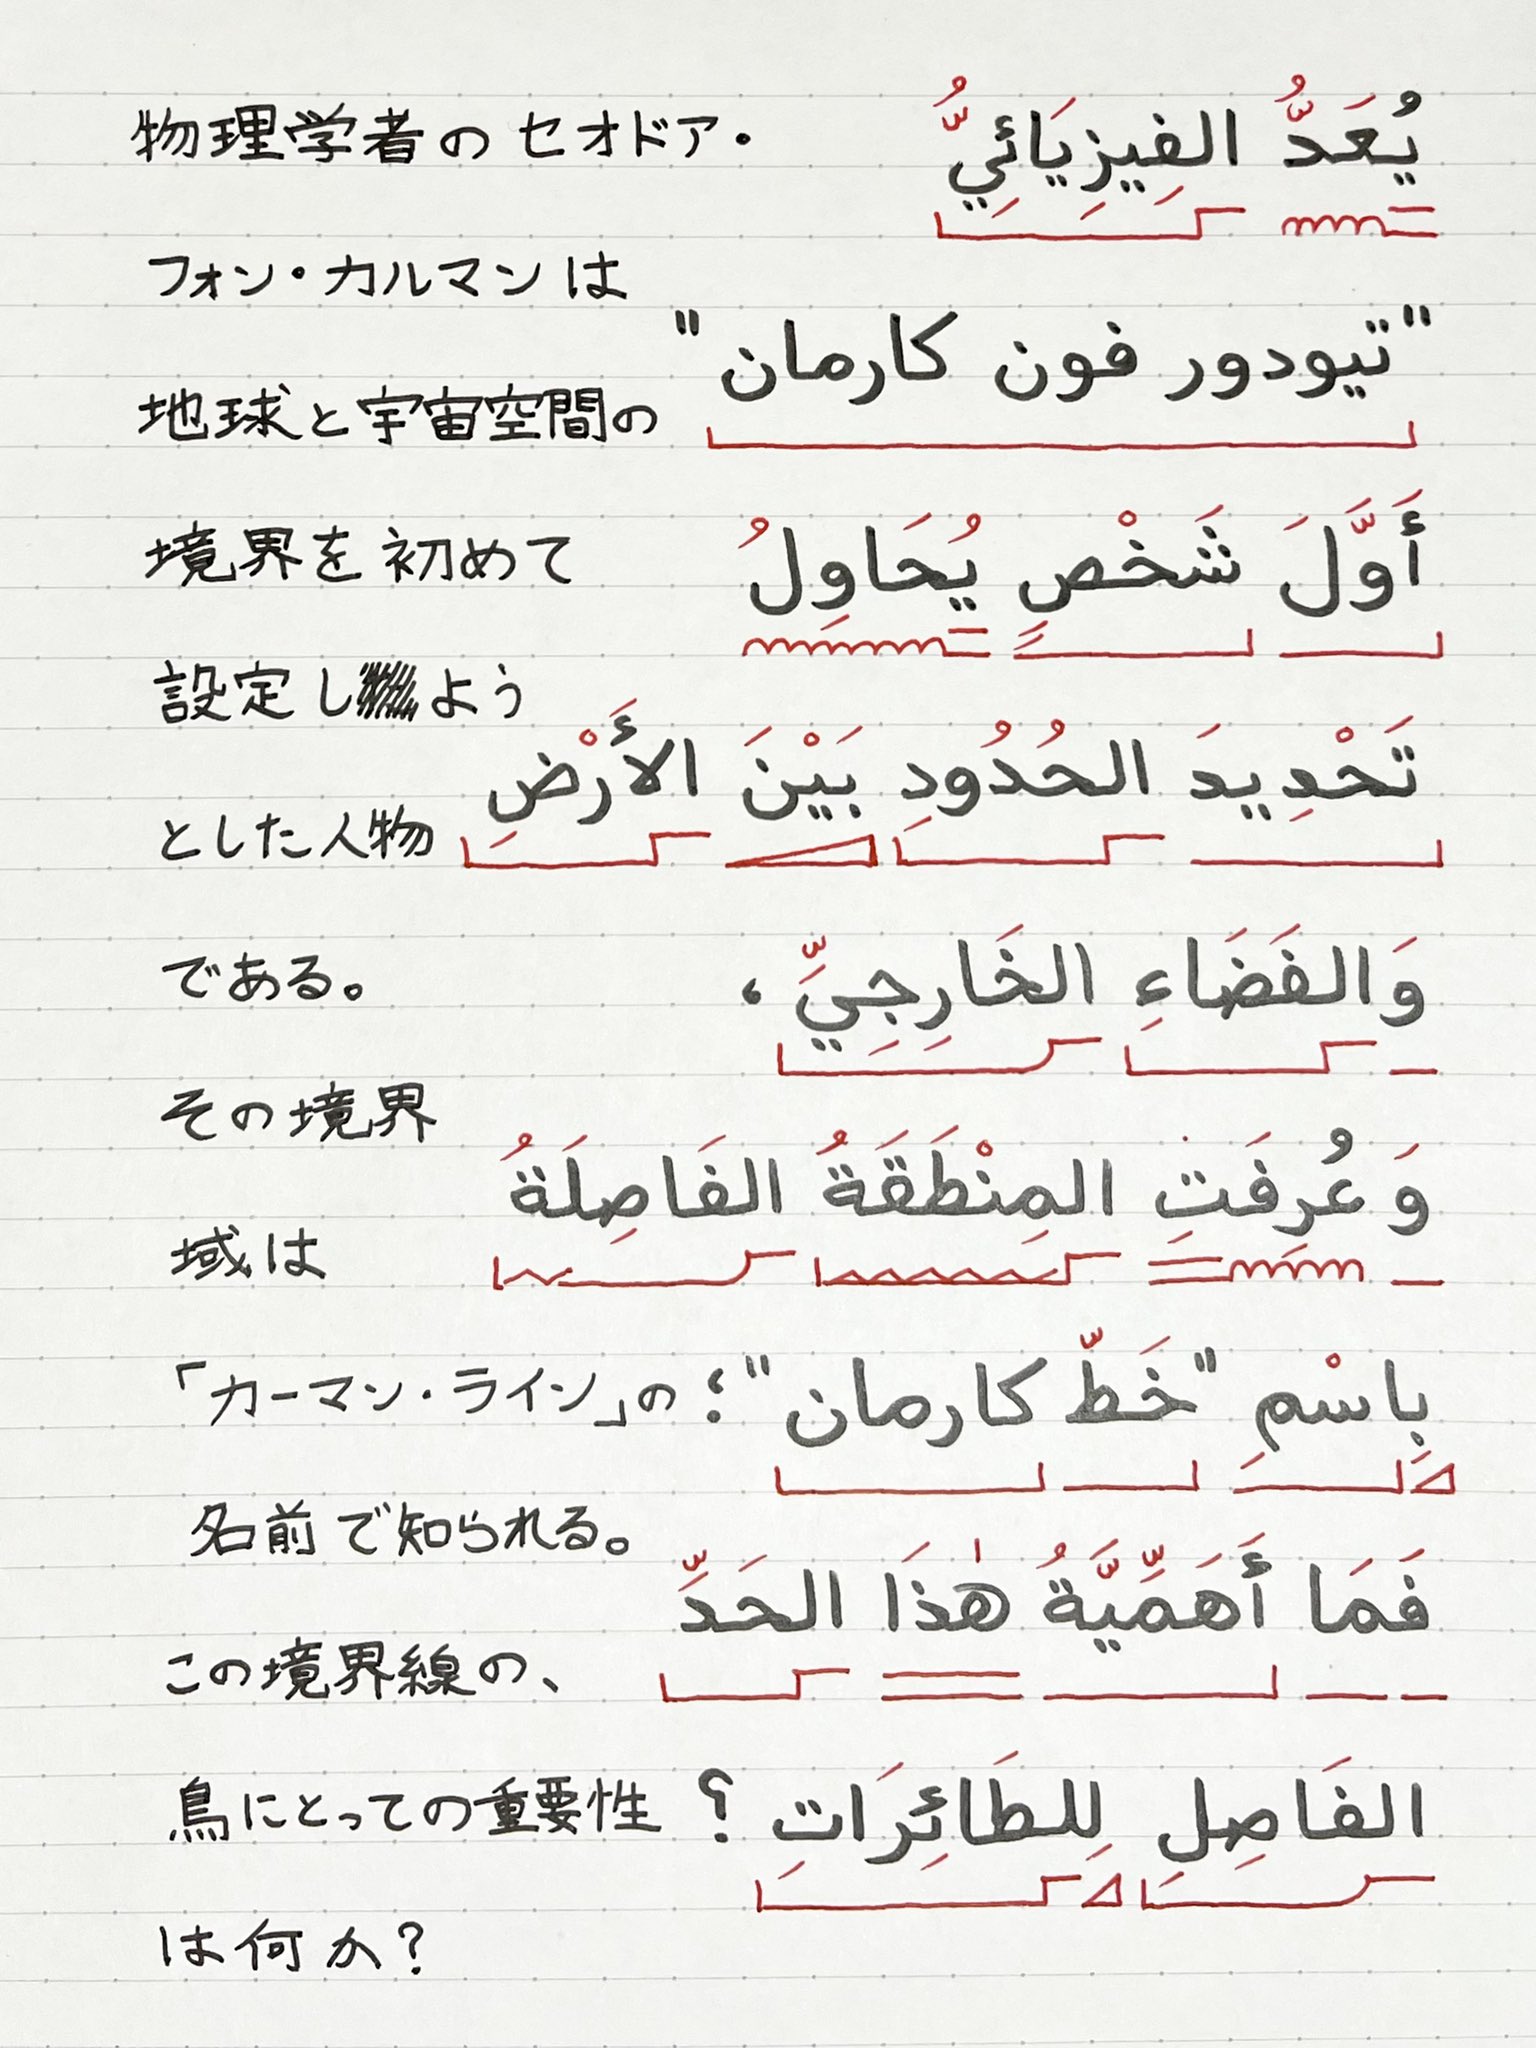 物理学者のセオドア・
يُعَدُّ الفِيزِيَائِيُّ
フォン・カルマンは
"تيودور فون كارمان"
地球と宇宙空間の
境界を初めて
أَوَّلَ شَخْصٍ يُحَاوِلُ
設定しよう
تَحْدِيدَ الحُدُودِ بَيْنَ الأَرْضِ
とした人物
である。
وَالفَضَاءِ الخَارِجِيِّ،
その境界
وَعُرِفَتِ المِنْطَقَةُ الفَاصِلَةُ
域は
「カーマン・ライン」の
بِاسْمِ "خَطّ كارمان"؛
名前で知られる。
فَمَا أَهَمِّيَّةُ هٰذَا الحَدِّ
この境界線の、
鳥にとっての重要性
الفَاصِلِ لِلطَائِرَاتِ؟
は何か?